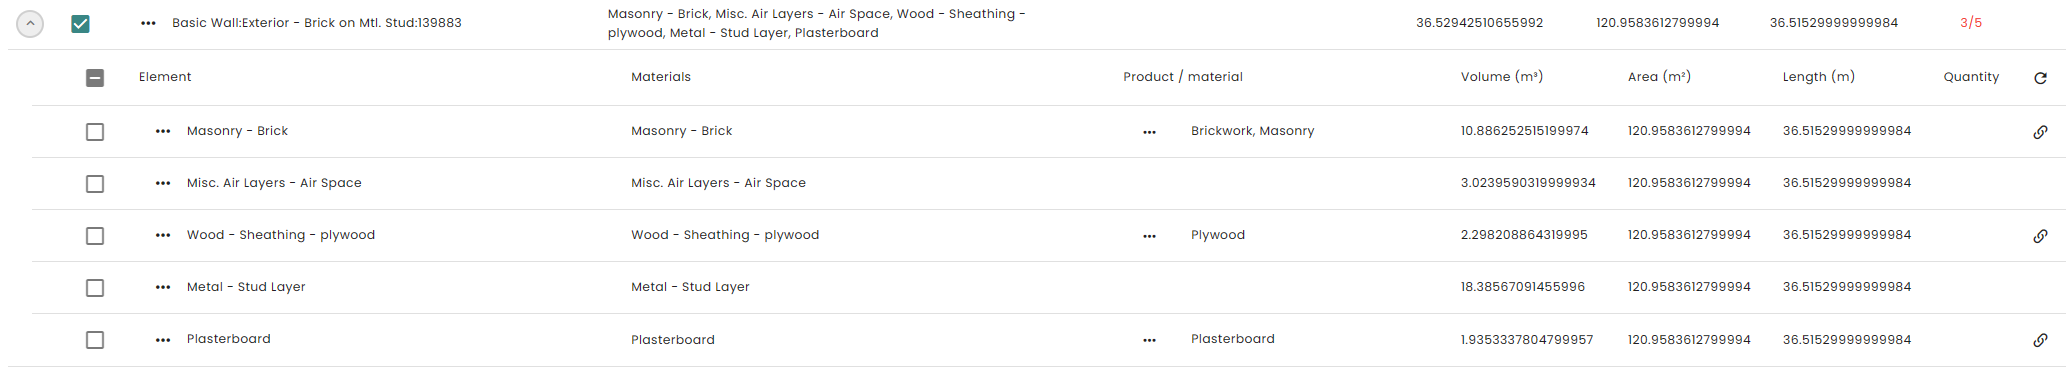 Basic Wall:Exterior - Brick on Mtl. Stud:139883 Masonry - Brick, Misc. Air Layers - Air Space, Wood - Sheathing - plywood, Metal - Stud Layer, Plasterboard 36.52942510655992 120.9583612799994 36.51529999999984 3/5
Element Materials Product / material Volume (m³) Area (m²) Length (m) Quantity
Masonry - Brick Masonry - Brick Brickwork, Masonry 10.886252515199974 120.9583612799994 36.51529999999984
Misc. Air Layers - Air Space Misc. Air Layers - Air Space 3.0239590319999934 120.9583612799994 36.51529999999984
Wood - Sheathing - plywood Wood - Sheathing - plywood Plywood 2.298208864319995 120.9583612799994 36.51529999999984
Metal - Stud Layer Metal - Stud Layer 18.38567091455996 120.9583612799994 36.51529999999984
Plasterboard Plasterboard Plasterboard 1.9353337804799957 120.9583612799994 36.51529999999984